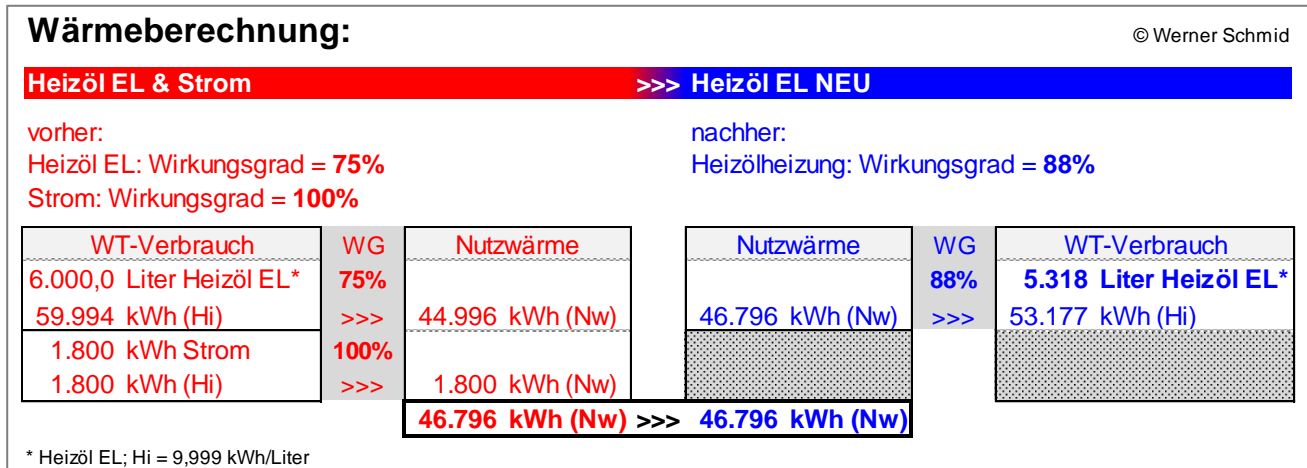 Wärmeberechnung: © Werner Schmid
Heizöl EL & Strom >>> Heizöl EL NEU
vorher: nachher:
Heizöl EL: Wirkungsgrad = 75% Heizölheizung: Wirkungsgrad = 88%
Strom: Wirkungsgrad = 100%
WT-Verbrauch WG Nutzwärme Nutzwärme WG WT-Verbrauch
6.000,0 Liter Heizöl EL* 75% 88% 5.318 Liter Heizöl EL*
59.994 kWh (Hi) >>> 44.996 kWh (Nw) 46.796 kWh (Nw) >>> 53.177 kWh (Hi)
1.800 kWh Strom 100%
1.800 kWh (Hi) >>> 1.800 kWh (Nw)
46.796 kWh (Nw) >>> 46.796 kWh (Nw)
* Heizöl EL; Hi = 9,999 kWh/Liter